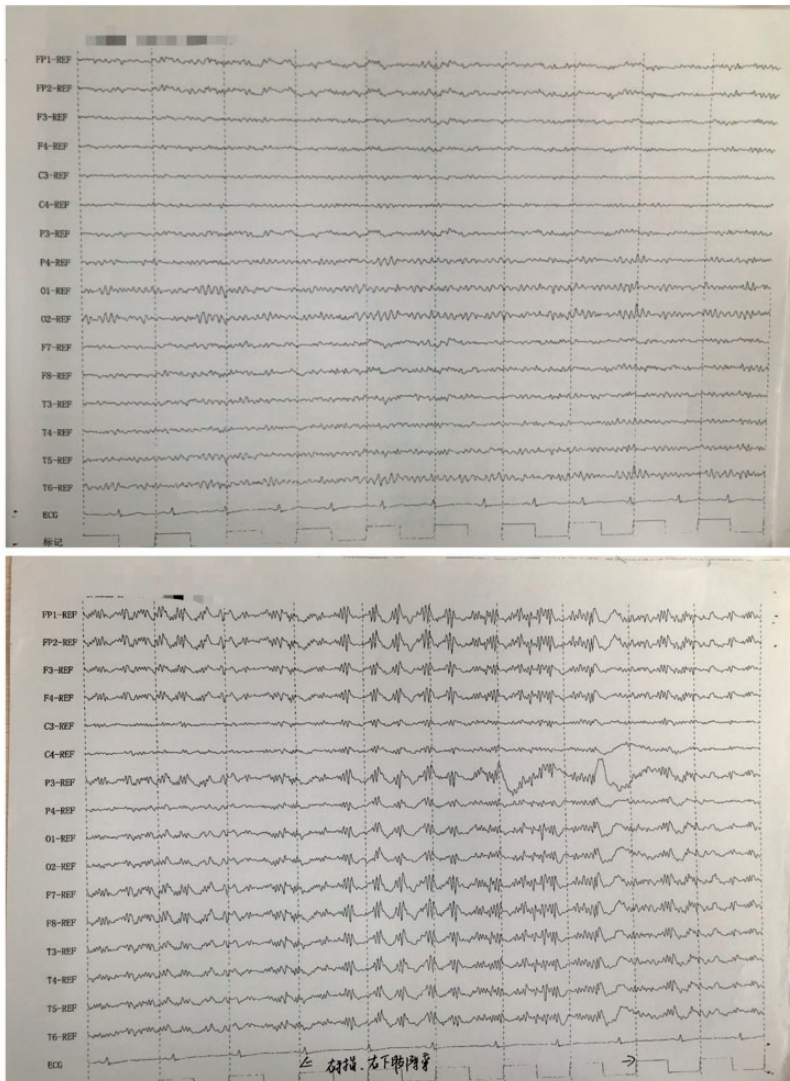 FP1-REF
FP2-REF
F3-REF
F4-REF
C3-REF
C4-REF
P3-REF
P4-REF
O1-REF
O2-REF
F7-REF
F8-REF
T3-REF
T4-REF
T5-REF
T6-REF
ECG
标记
FP1-REF
FP2-REF
F3-REF
F4-REF
C3-REF
C4-REF
P3-REF
P4-REF
O1-REF
O2-REF
F7-REF
F8-REF
T3-REF
T4-REF
T5-REF
T6-REF
ECG
右下肢